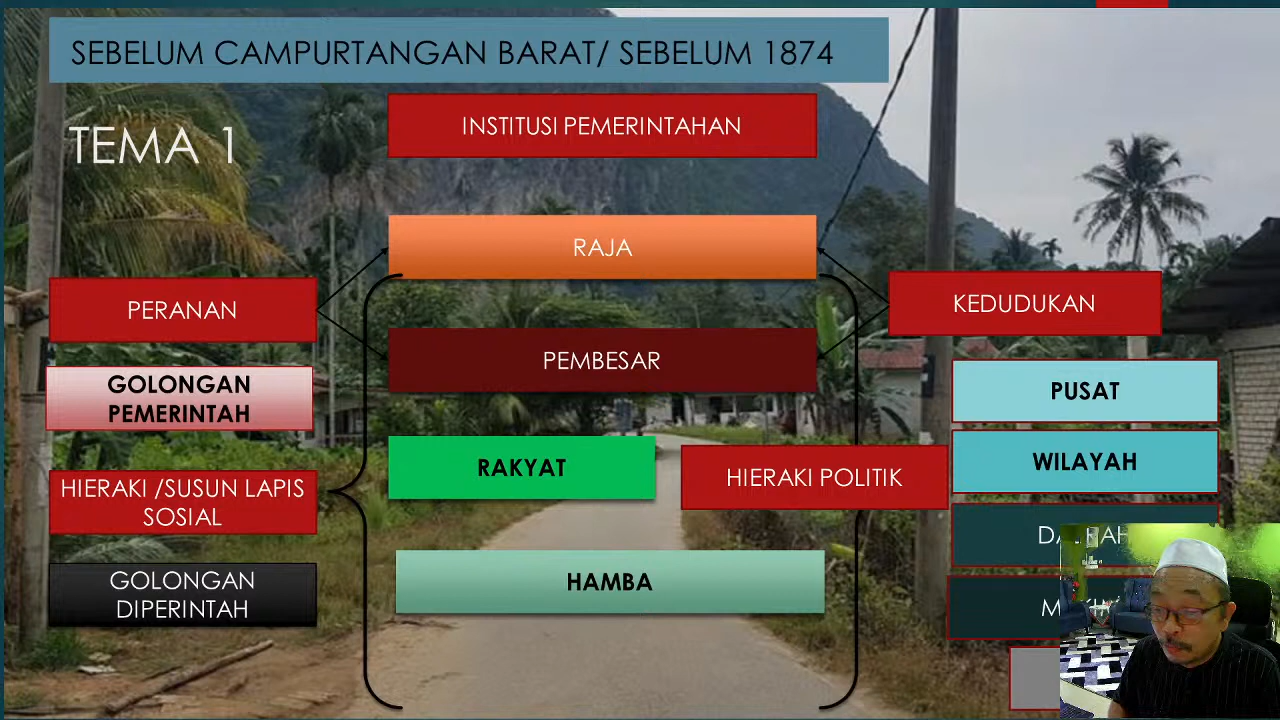 SEBELUM CAMPURTANGAN BARAT/ SEBELUM 1874
TEMA 1
INSTITUSI PEMERINTAHAN
RAJA
PERANAN
KEDUDUKAN
PEMBESAR
GOLONGAN
PEMERINTAH
PUSAT
WILAYAH
RAKYAT
HIERAKI POLITIK
HIERAKI /SUSUN LAPIS
SOSIAL
GOLONGAN
DIPERINTAH
HAMBA